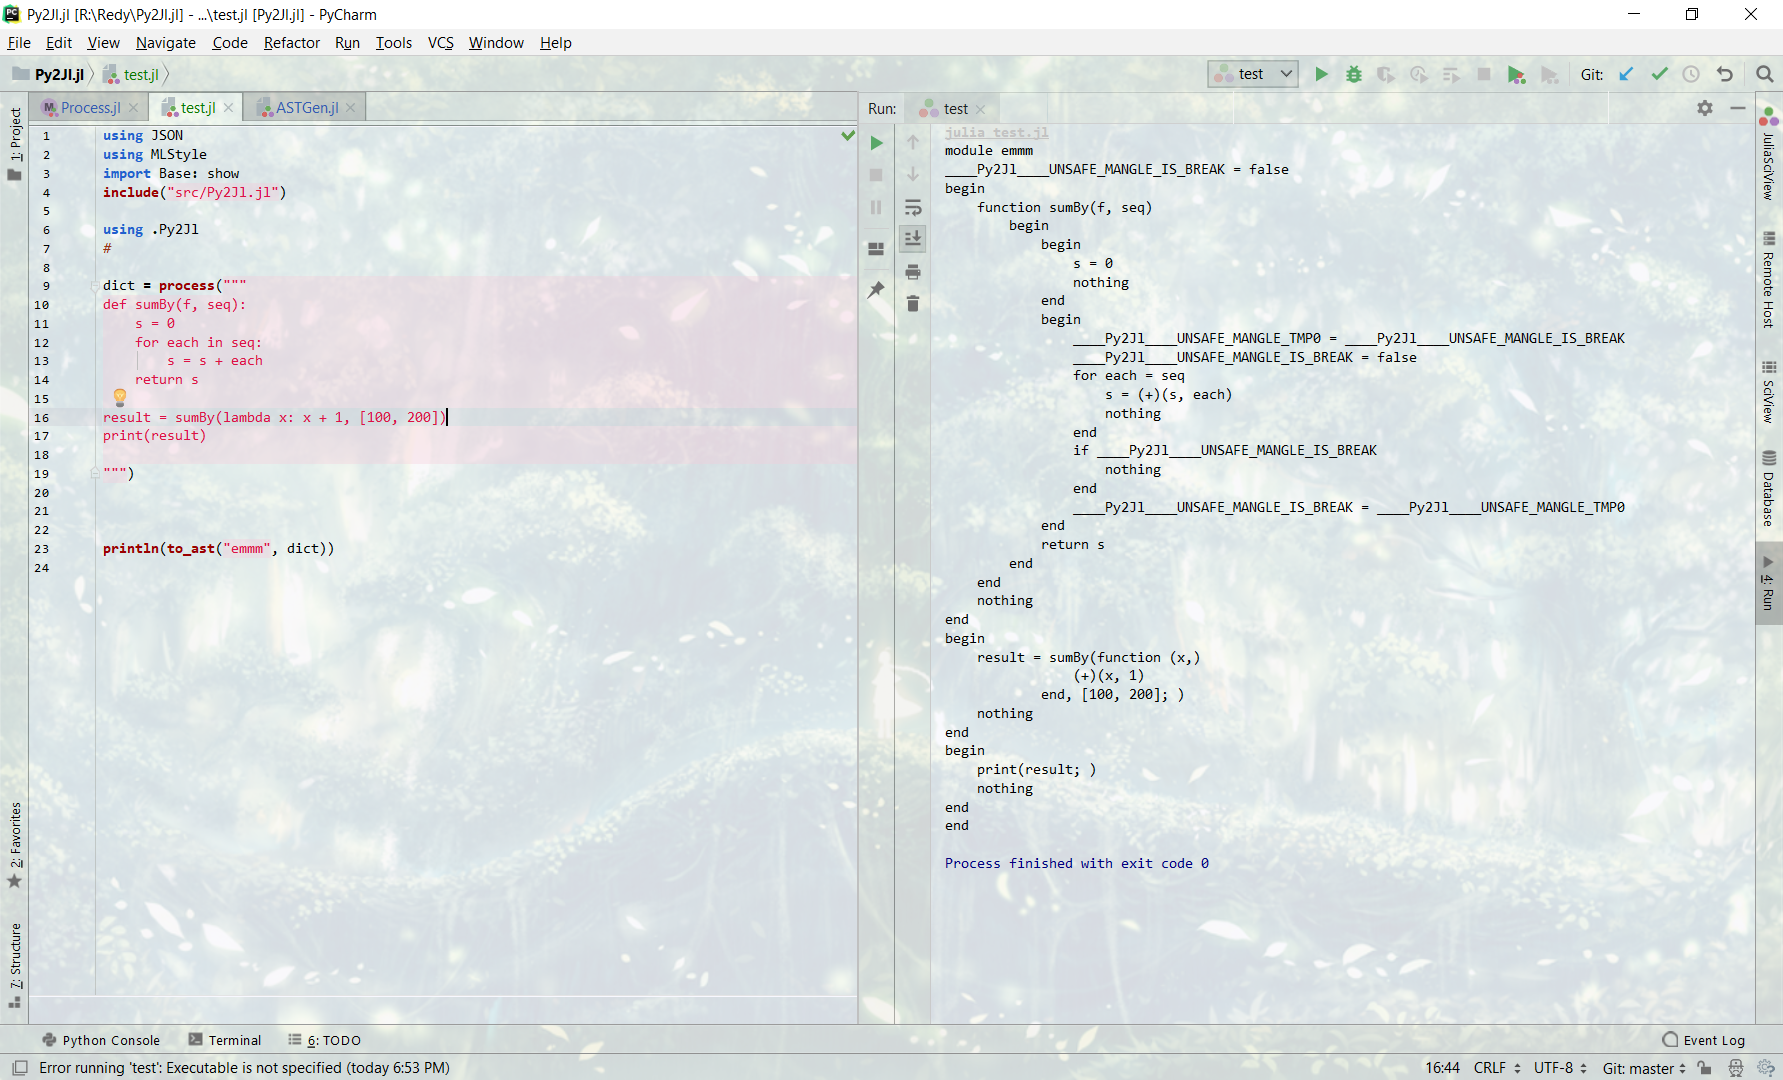 Py2Jl.jl [R:\Redy\Py2Jl.jl] - ...\test.jl [Py2Jl.jl] - PyCharm
File Edit View Navigate Code Refactor Run Tools VCS Window Help
Py2Jl.jl test.jl
test Git:
Process.jl test.jl ASTGen.jl
1: Project
2: Favorites
7: Structure
1 using JSON
2 using MLStyle
3 import Base: show
4 include("src/Py2Jl.jl")
5
6 using .Py2Jl
7 #
8
9 dict = process("""
10 def sumBy(f, seq):
11     s = 0
12     for each in seq:
13         s = s + each
14     return s
15
16 result = sumBy(lambda x: x + 1, [100, 200])
17 print(result)
18
19 """)
20
21
22
23 println(to_ast("emmm", dict))
24
Run: test
julia test.jl
module emmm
____Py2Jl____UNSAFE_MANGLE_IS_BREAK = false
begin
    function sumBy(f, seq)
        begin
            begin
                s = 0
                nothing
            end
            begin
                ____Py2Jl____UNSAFE_MANGLE_TMP0 = ____Py2Jl____UNSAFE_MANGLE_IS_BREAK
                ____Py2Jl____UNSAFE_MANGLE_IS_BREAK = false
                for each = seq
                    s = (+)(s, each)
                    nothing
                end
                if ____Py2Jl____UNSAFE_MANGLE_IS_BREAK
                    nothing
                end
                ____Py2Jl____UNSAFE_MANGLE_IS_BREAK = ____Py2Jl____UNSAFE_MANGLE_TMP0
            end
            return s
        end
    end
    nothing
end
begin
    result = sumBy(function (x,)
                (+)(x, 1)
            end, [100, 200]; )
    nothing
end
begin
    print(result; )
    nothing
end
end
Process finished with exit code 0
JuliaSciView
Remote Host
SciView
Database
4: Run
Python Console Terminal 6: TODO Event Log
Error running 'test': Executable is not specified (today 6:53 PM) 16:44 CRLF UTF-8 Git: master